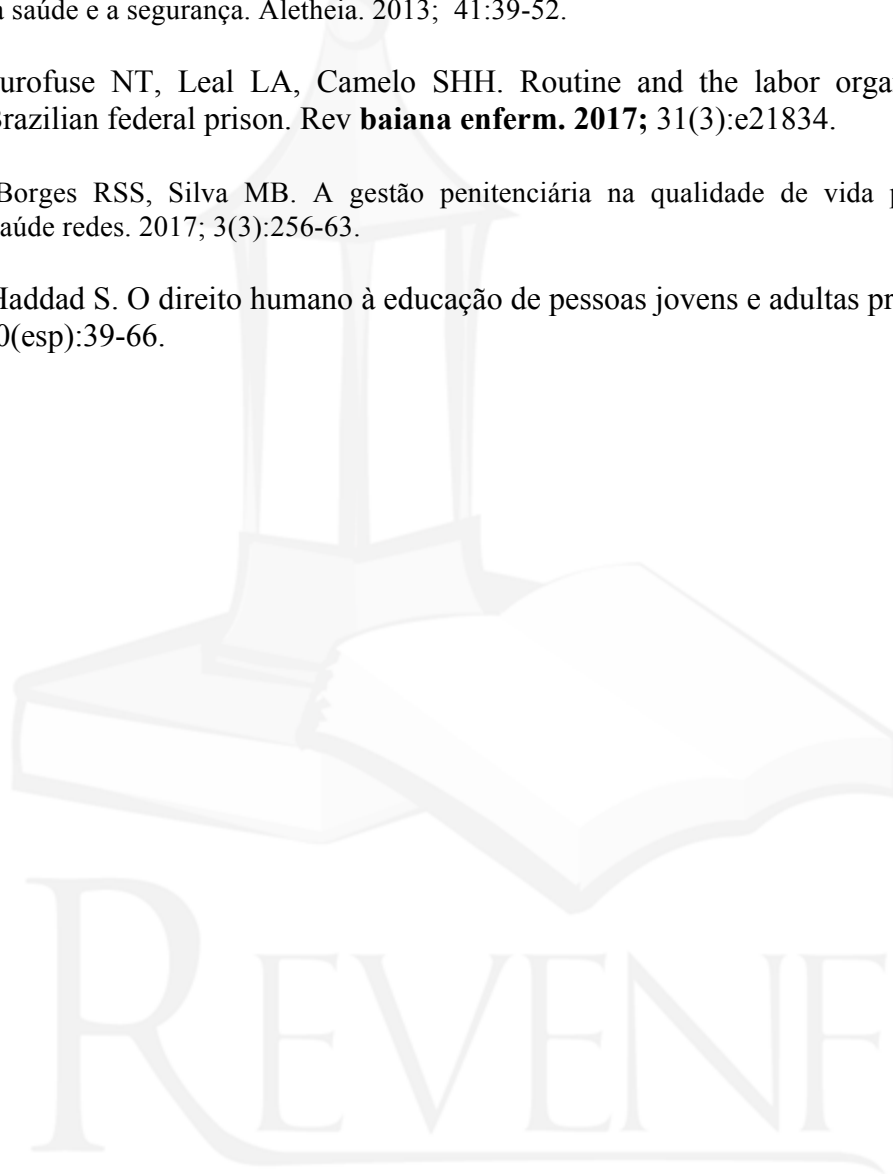 a saúde e a segurança. Aletheia. 2013; 41:39-52.
urofuse NT, Leal LA, Camelo SHH. Routine and the labor orga
Brazilian federal prison. Rev baiana enferm. 2017; 31(3):e21834.
Borges RSS, Silva MB. A gestão penitenciária na qualidade de vida p
aúde redes. 2017; 3(3):256-63.
Haddad S. O direito humano à educação de pessoas jovens e adultas pr
0(esp):39-66.
REVENF